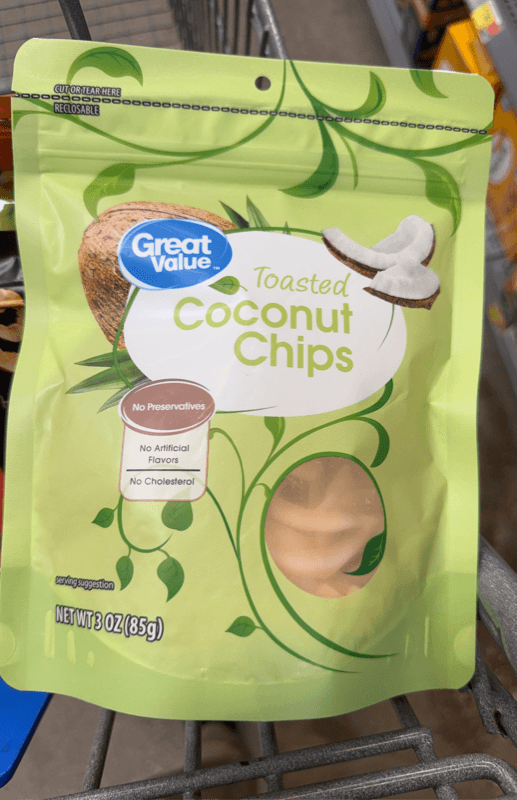 CUT OR TEAR HERE
RECLOSABLE
Great
Value™
Toasted
Coconut
Chips
No Preservatives
No Artificial
Flavors
No Cholesterol
serving suggestion
NET WT 3 OZ (85g)